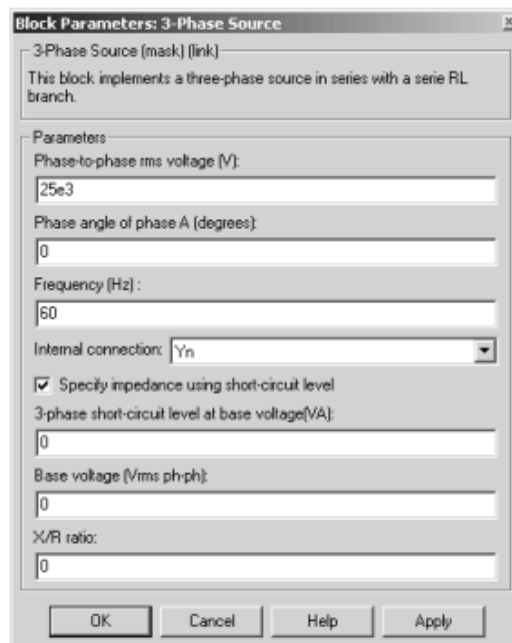 Block Parameters: 3-Phase Source
3-Phase Source (mask) (link)
This block implements a three-phase source in series with a serie RL
branch.
Parameters
Phase-to-phase rms voltage (V):
25e3
Phase angle of phase A (degrees):
0
Frequency (Hz) :
60
Internal connection: Yn
Specify impedance using short-circuit level
3-phase short-circuit level at base voltage(VA):
0
Base voltage (Vrms ph-ph):
0
X/R ratio:
0
OK Cancel Help Apply